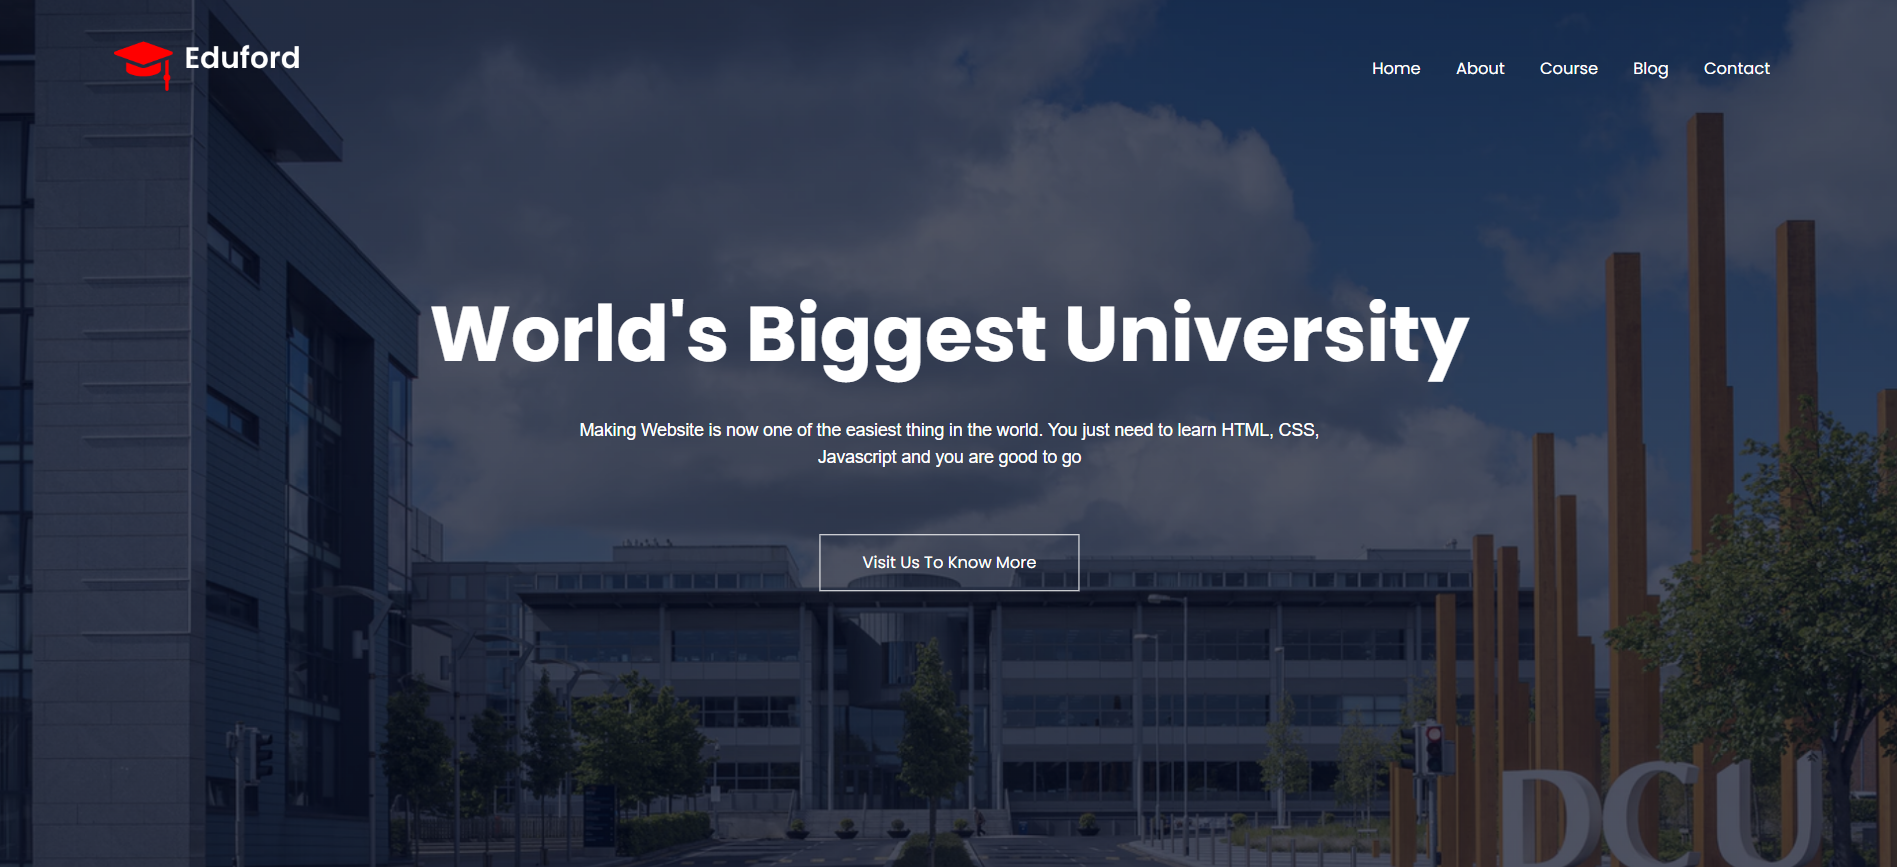 Eduford
Home About Course Blog Contact
World's Biggest University
Making Website is now one of the easiest thing in the world. You just need to learn HTML, CSS,
Javascript and you are good to go
Visit Us To Know More
DCU